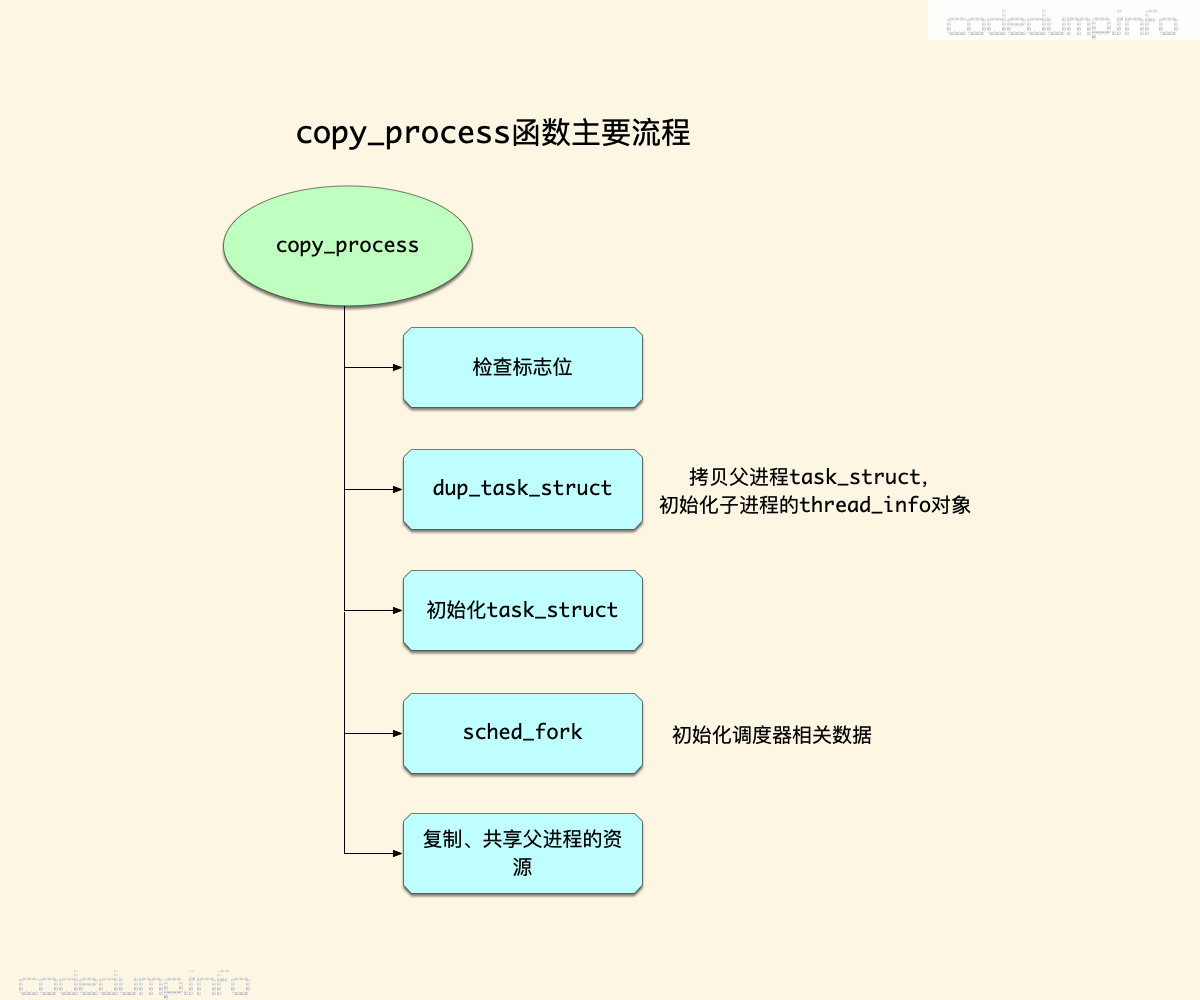 codedumpinfo
copy_process函数主要流程
copy_process
检查标志位
dup_task_struct
拷贝父进程task_struct,
初始化子进程的thread_info对象
初始化task_struct
sched_fork
初始化调度器相关数据
复制、共享父进程的资
源
codedumpinfo